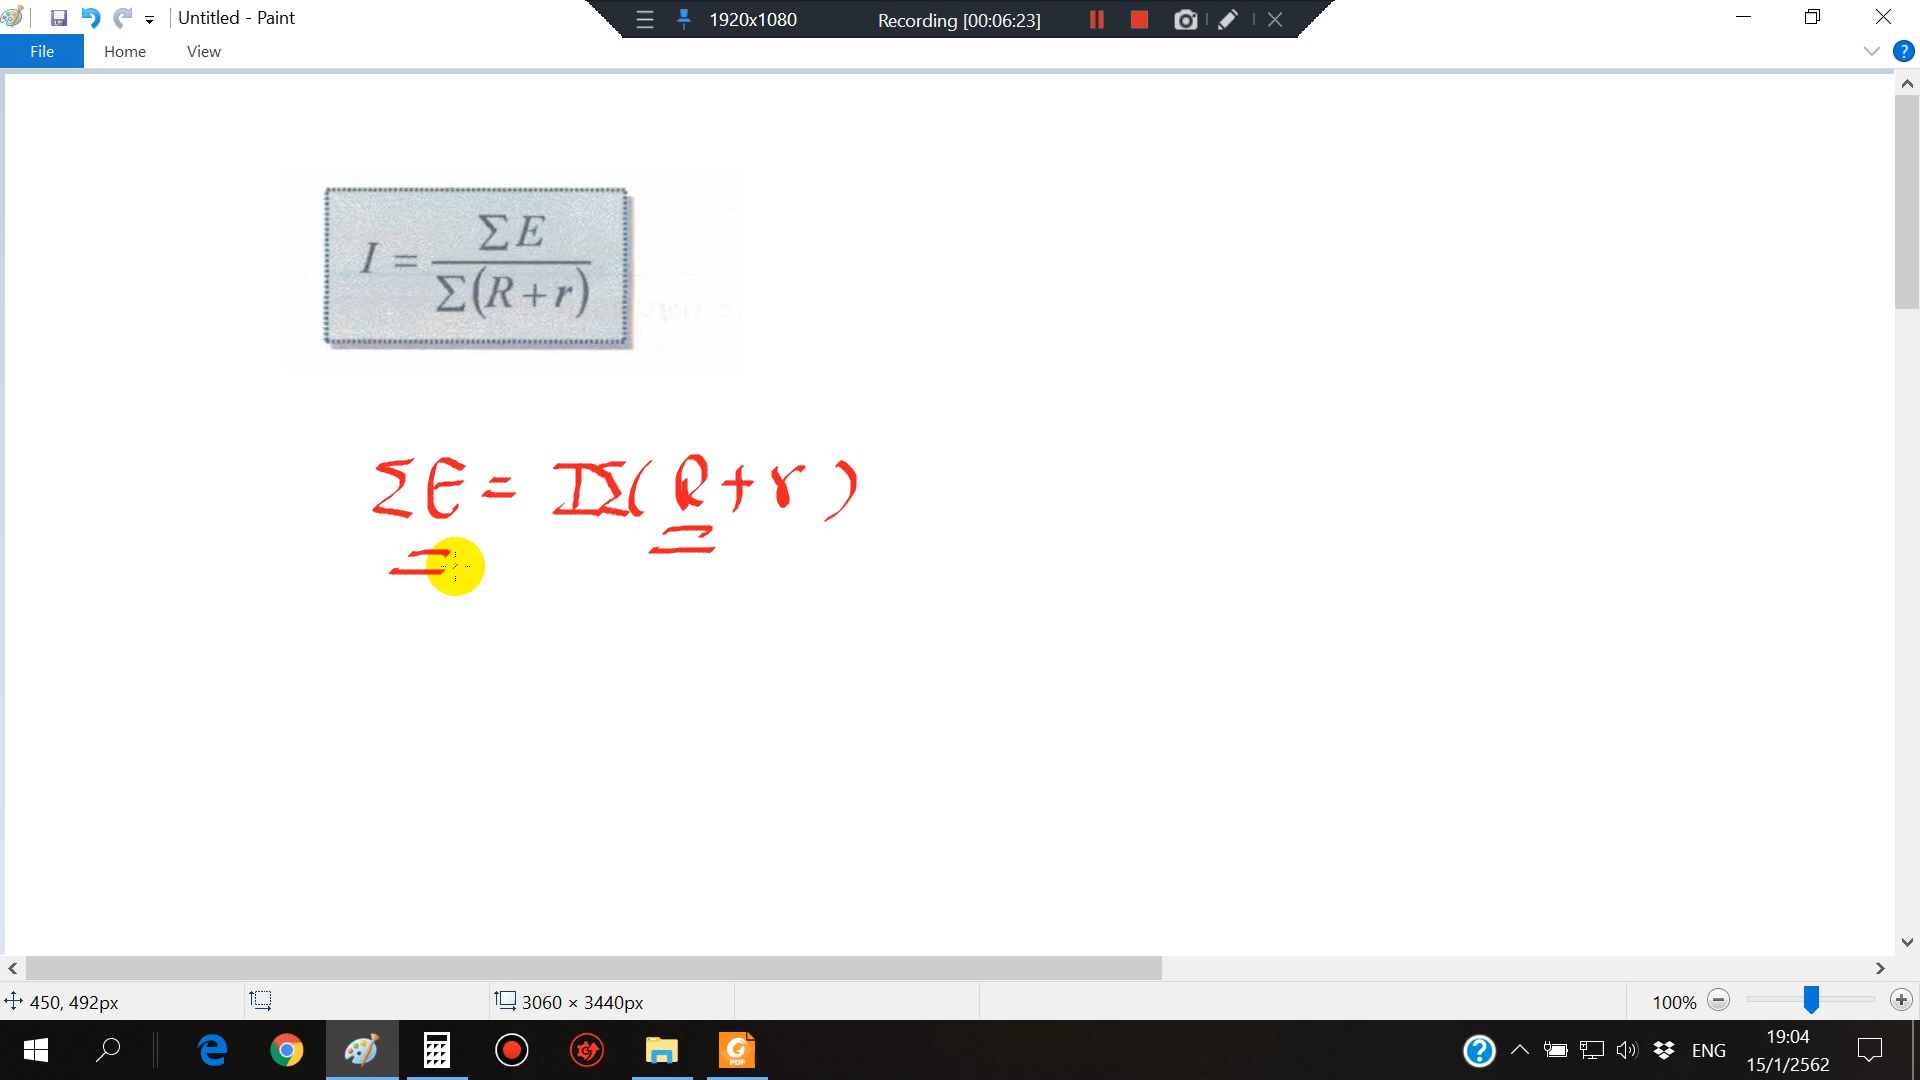 Untitled - Paint
1920x1080
Recording [00:06:23]
File
Home
View
?
I = ΣE / Σ(R + r)
ΣE = IΣ(R + r)
450, 492px
3060 × 3440px
100%
PDF
?
ENG
19:04
15/1/2562